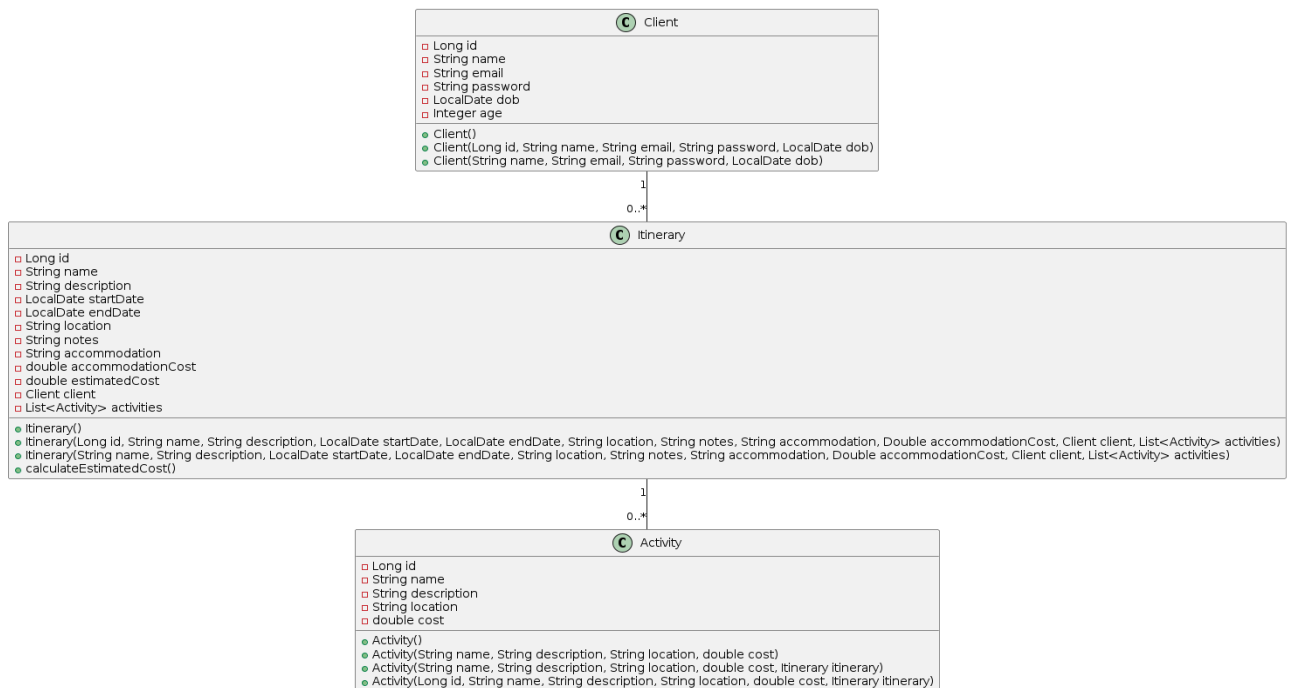 C Client
Long id
String name
String email
String password
LocalDate dob
Integer age
Client()
Client(Long id, String name, String email, String password, LocalDate dob)
Client(String name, String email, String password, LocalDate dob)
1
0..*
C Itinerary
Long id
String name
String description
LocalDate startDate
LocalDate endDate
String location
String notes
String accommodation
double accommodationCost
double estimatedCost
Client client
List<Activity> activities
Itinerary()
Itinerary(Long id, String name, String description, LocalDate startDate, LocalDate endDate, String location, String notes, String accommodation, Double accommodationCost, Client client, List<Activity> activities)
Itinerary(String name, String description, LocalDate startDate, LocalDate endDate, String location, String notes, String accommodation, Double accommodationCost, Client client, List<Activity> activities)
calculateEstimatedCost()
1
0..*
C Activity
Long id
String name
String description
String location
double cost
Activity()
Activity(String name, String description, String location, double cost)
Activity(String name, String description, String location, double cost, Itinerary itinerary)
Activity(Long id, String name, String description, String location, double cost, Itinerary itinerary)